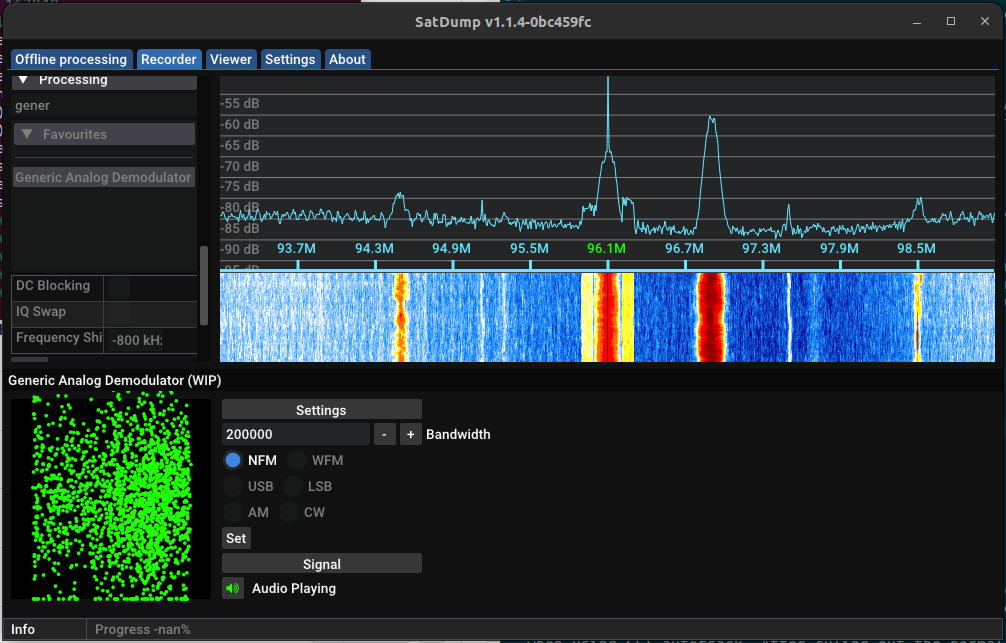 SatDump v1.1.4-0bc459fc
Offline processing Recorder Viewer Settings About
Processing
gener
Favourites
Generic Analog Demodulator
DC Blocking
IQ Swap
Frequency Shi -800 kHz
-55 dB
-60 dB
-65 dB
-70 dB
-75 dB
-80 dB
-85 dB
-90 dB
93.7M 94.3M 94.9M 95.5M 96.1M 96.7M 97.3M 97.9M 98.5M
-95 dB
Generic Analog Demodulator (WIP)
Settings
200000 - + Bandwidth
NFM WFM
USB LSB
AM CW
Set
Signal
Audio Playing
Info Progress -nan%